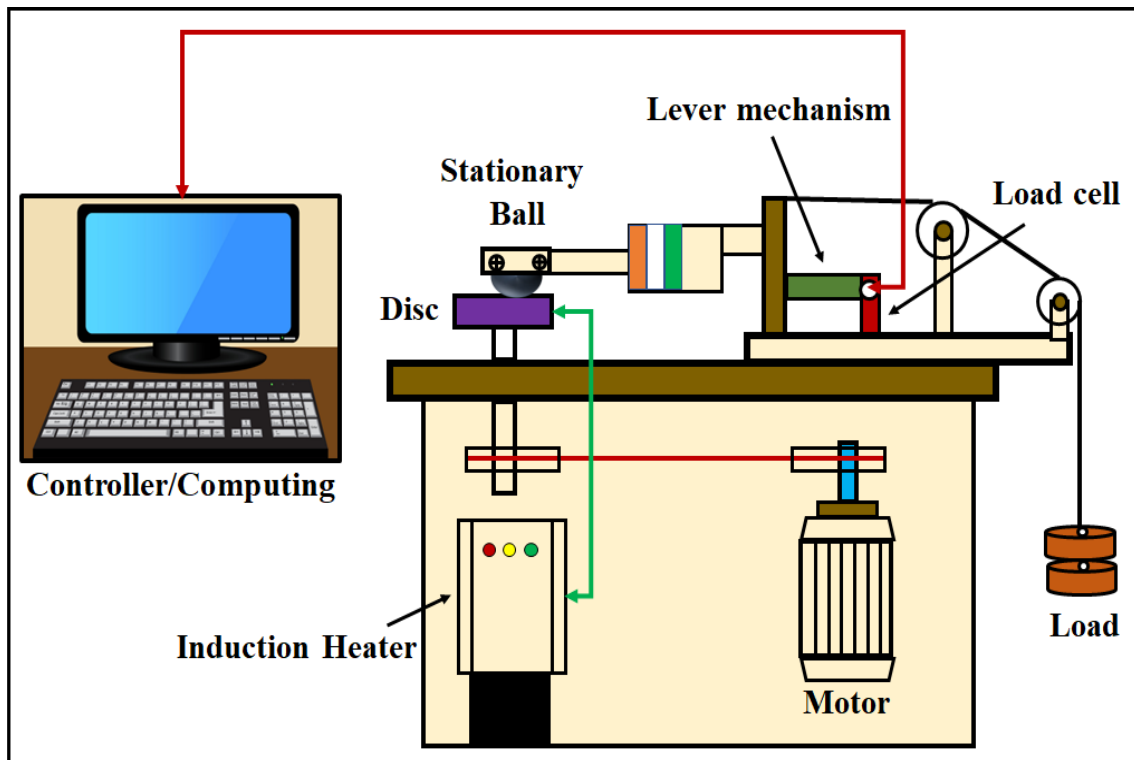 Lever mechanism
Stationary
Ball
Load cell
Disc
Controller/Computing
Induction Heater
Motor
Load